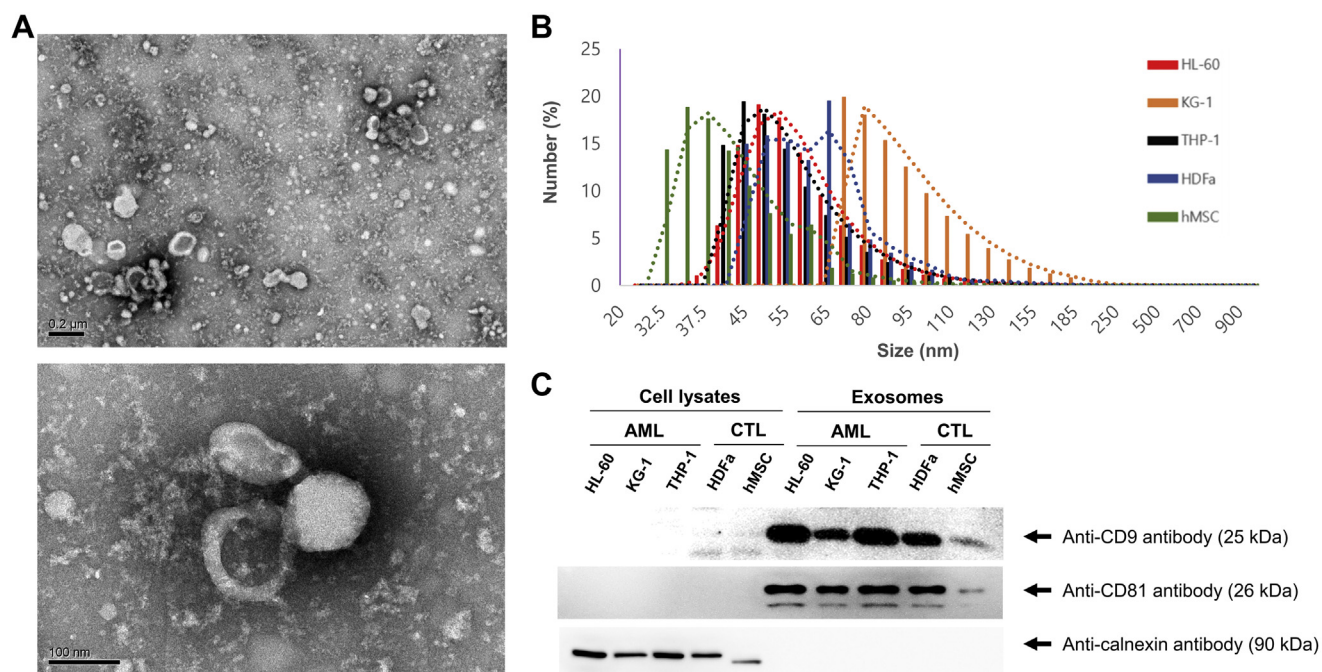 A
0.2 µm
100 nm
B
Number (%)
25
20
15
10
5
0
20
32.5
37.5
45
55
65
80
95
110
130
155
185
250
500
700
900
Size (nm)
HL-60
KG-1
THP-1
HDFa
hMSC
C
Cell lysates Exosomes
AML CTL AML CTL
HL-60 KG-1 THP-1 HDFa hMSC HL-60 KG-1 THP-1 HDFa hMSC
Anti-CD9 antibody (25 kDa)
Anti-CD81 antibody (26 kDa)
Anti-calnexin antibody (90 kDa)